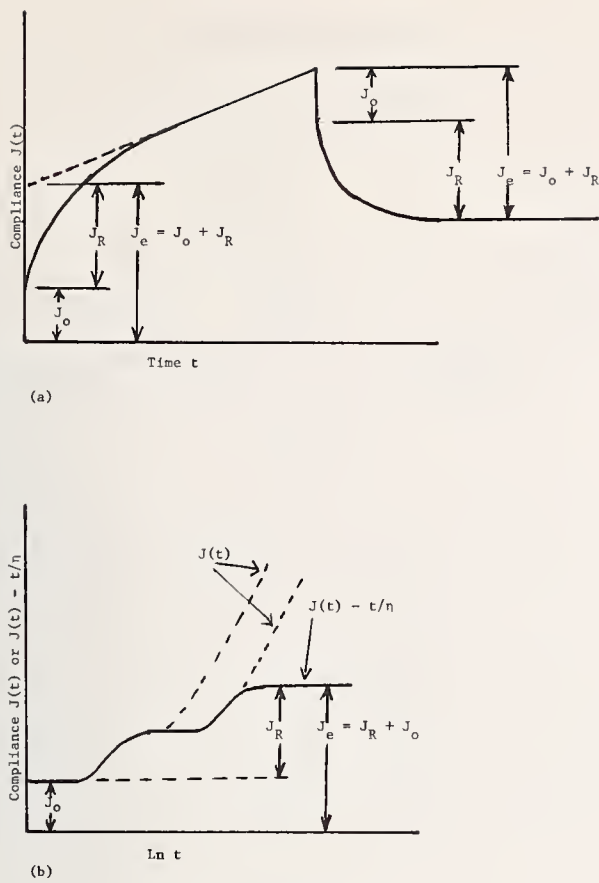 Compliance J(t)
J_o
J_R
J_e = J_o + J_R
J_R
J_e = J_o + J_R
J_o
Time t
(a)
Compliance J(t) or J(t) - t/η
J(t)
J(t) - t/η
J_R
J_e = J_R + J_o
J_o
Ln t
(b)